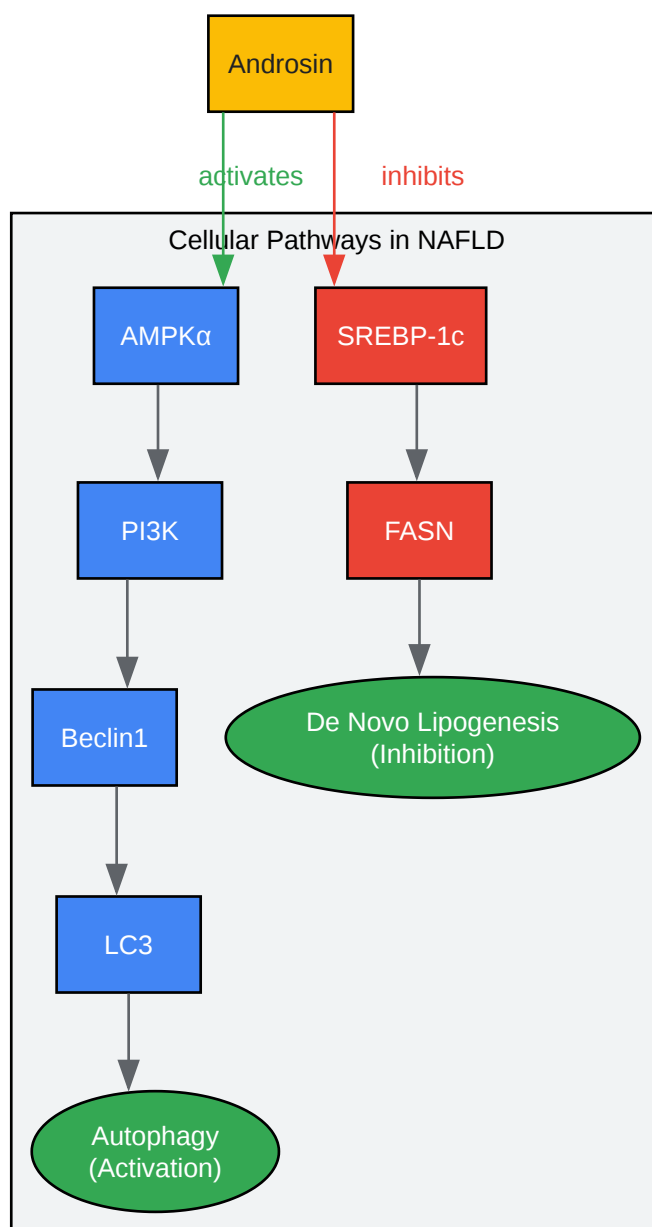 Androsin
activates
inhibits
Cellular Pathways in NAFLD
AMPKα
SREBP-1c
PI3K
FASN
Beclin1
De Novo Lipogenesis
(Inhibition)
LC3
Autophagy
(Activation)